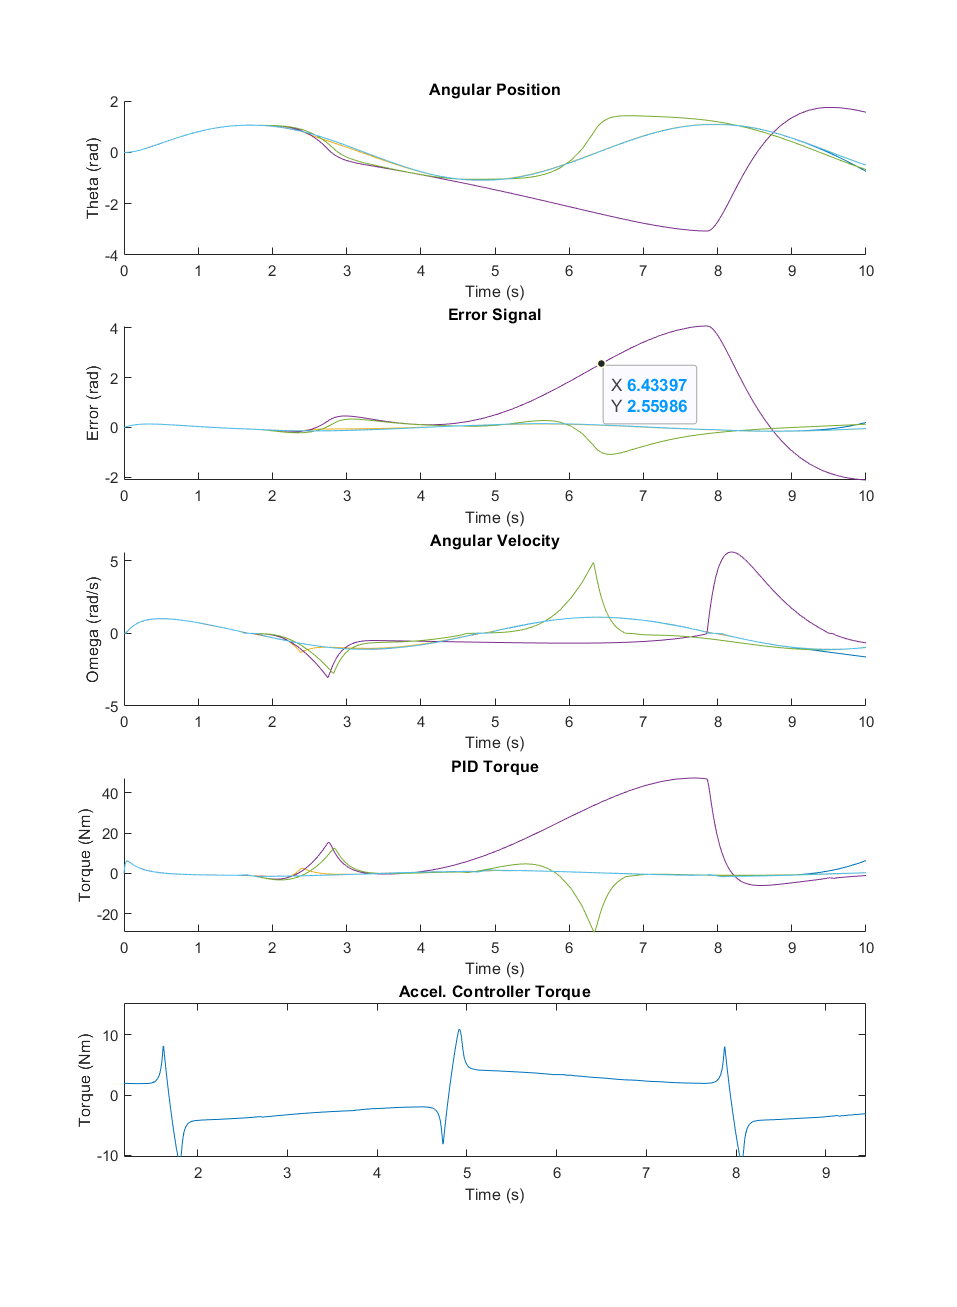 Angular Position
2
0
-2
-4
Theta (rad)
0 1 2 3 4 5 6 7 8 9 10
Time (s)
Error Signal
4
2
0
-2
Error (rad)
X 6.43397
Y 2.55986
0 1 2 3 4 5 6 7 8 9 10
Time (s)
Angular Velocity
5
0
-5
Omega (rad/s)
0 1 2 3 4 5 6 7 8 9 10
Time (s)
PID Torque
40
20
0
-20
Torque (Nm)
0 1 2 3 4 5 6 7 8 9 10
Time (s)
Accel. Controller Torque
10
0
-10
Torque (Nm)
2 3 4 5 6 7 8 9
Time (s)